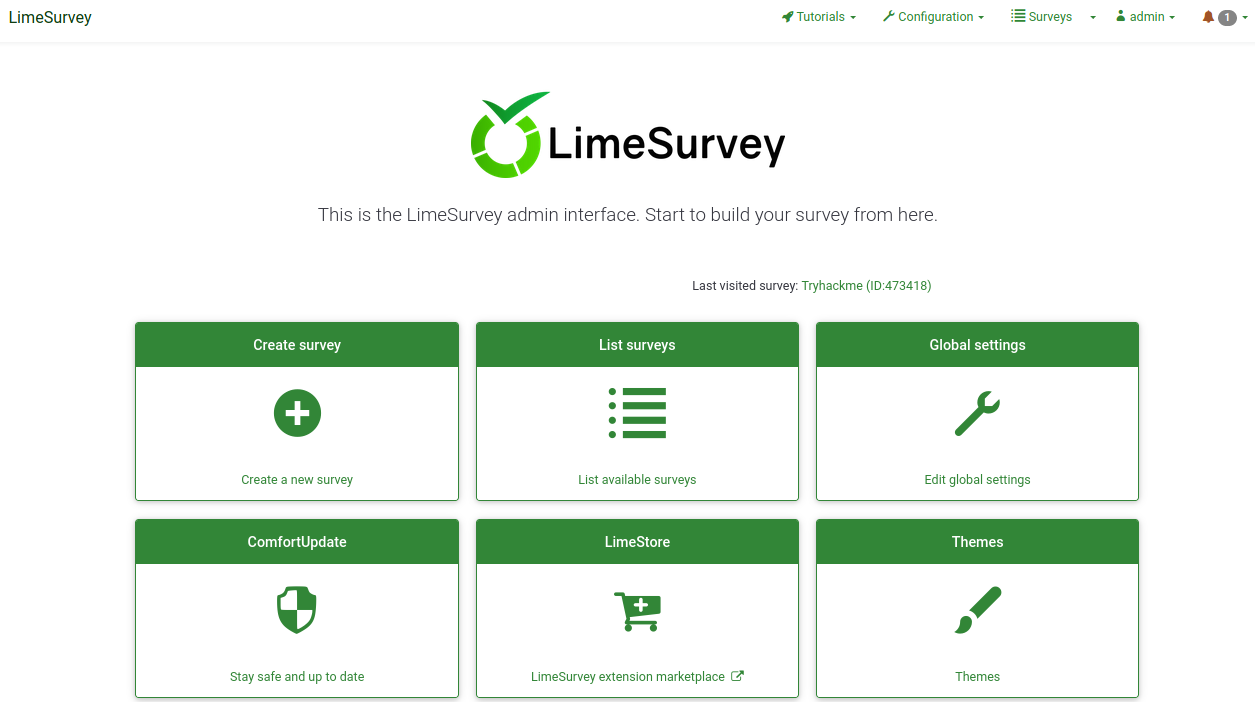 LimeSurvey Tutorials Configuration Surveys admin 1
LimeSurvey
This is the LimeSurvey admin interface. Start to build your survey from here.
Last visited survey: Tryhackme (ID:473418)
Create survey List surveys Global settings
Create a new survey List available surveys Edit global settings
ComfortUpdate LimeStore Themes
Stay safe and up to date LimeSurvey extension marketplace Themes